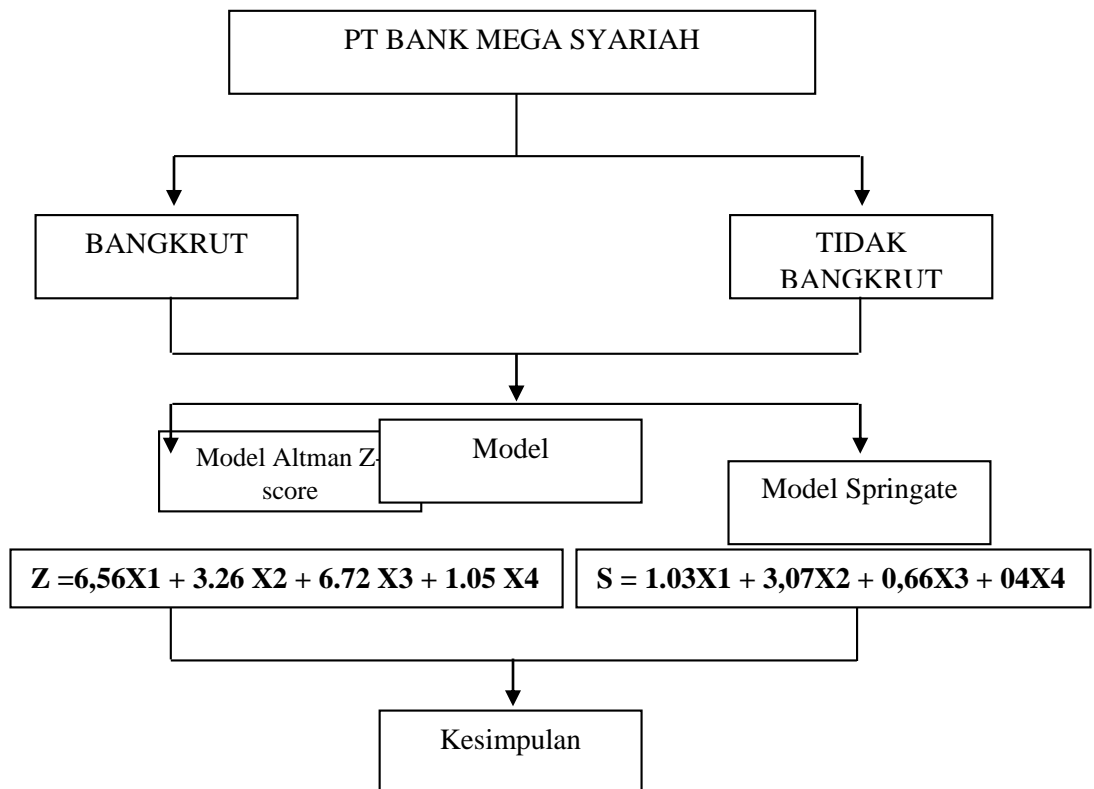 PT BANK MEGA SYARIAH
BANGKRUT
TIDAK
BANGKRUT
Model
Model Altman Z-
score
Model Springate
Z =6,56X1 + 3.26 X2 + 6.72 X3 + 1.05 X4
S = 1.03X1 + 3,07X2 + 0,66X3 + 04X4
Kesimpulan